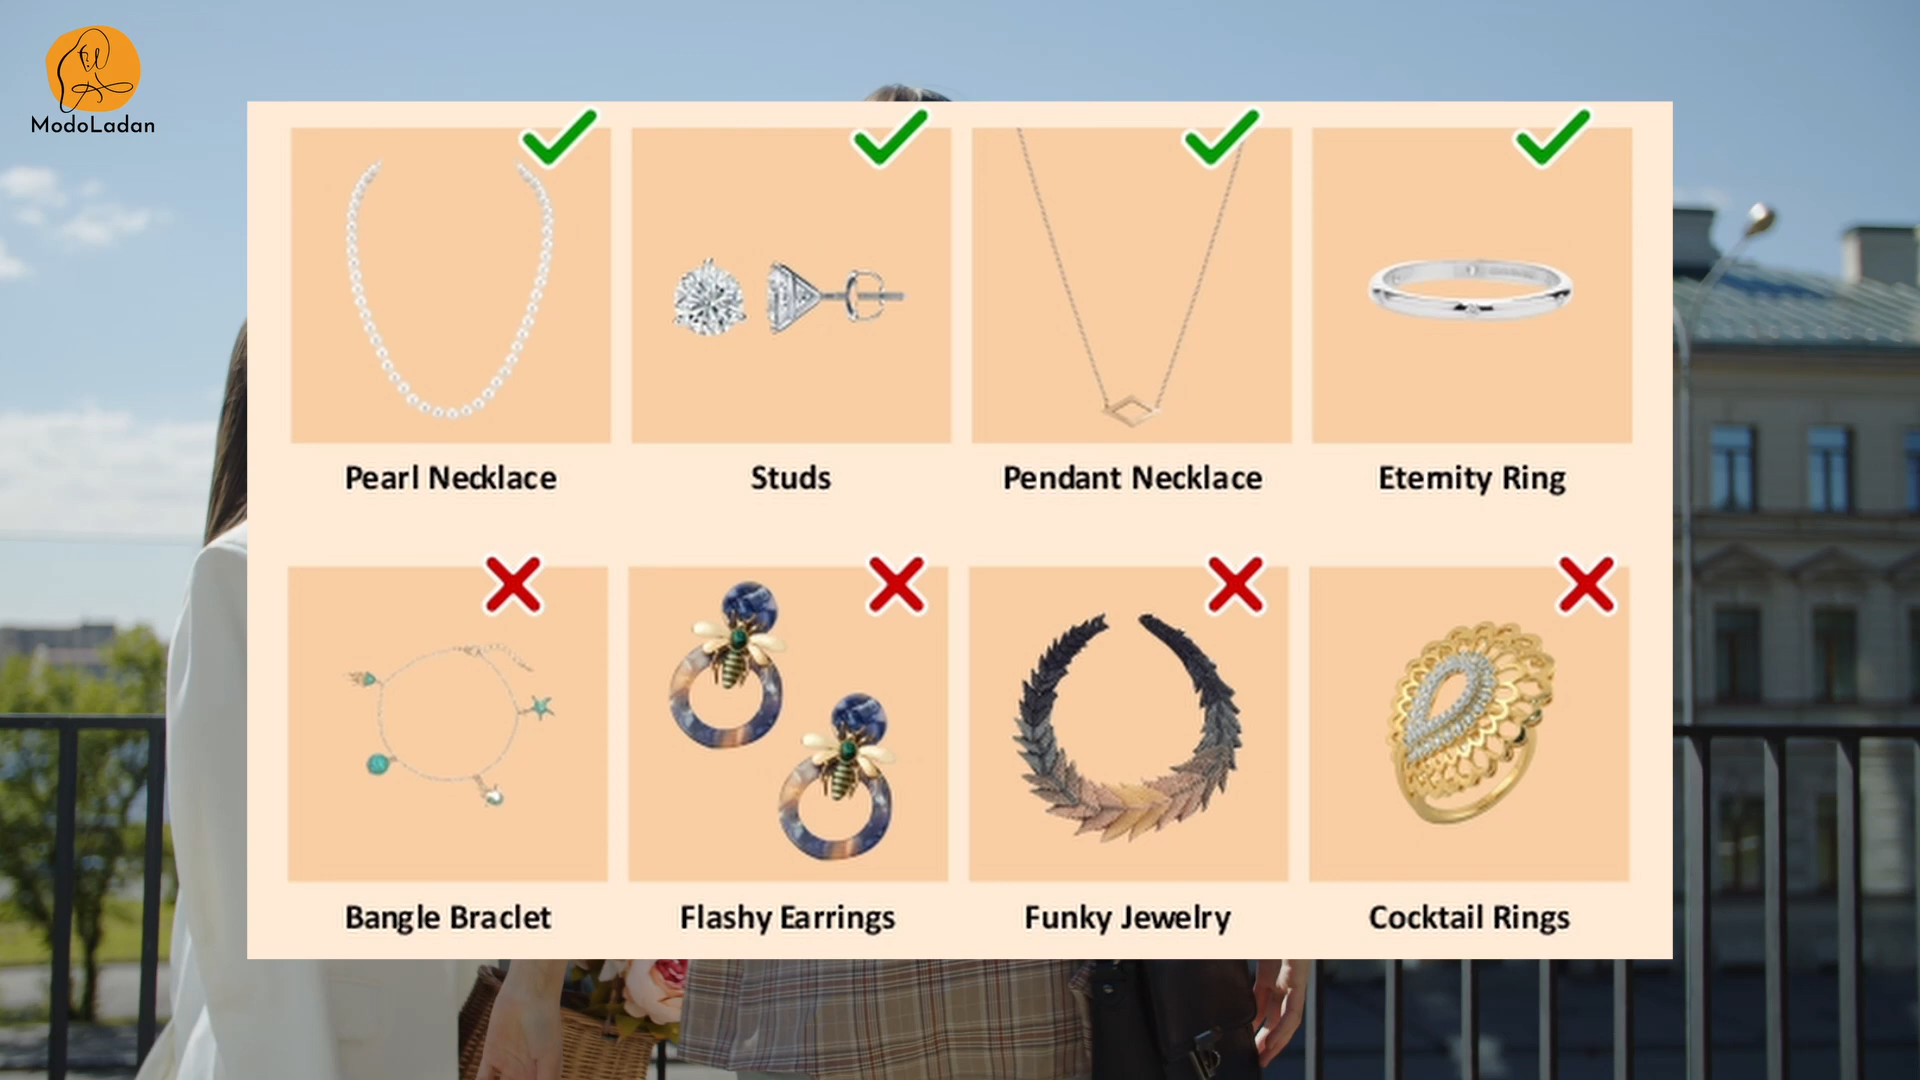 ModoLadan
Pearl Necklace
Studs
Pendant Necklace
Etemity Ring
Bangle Braclet
Flashy Earrings
Funky Jewelry
Cocktail Rings